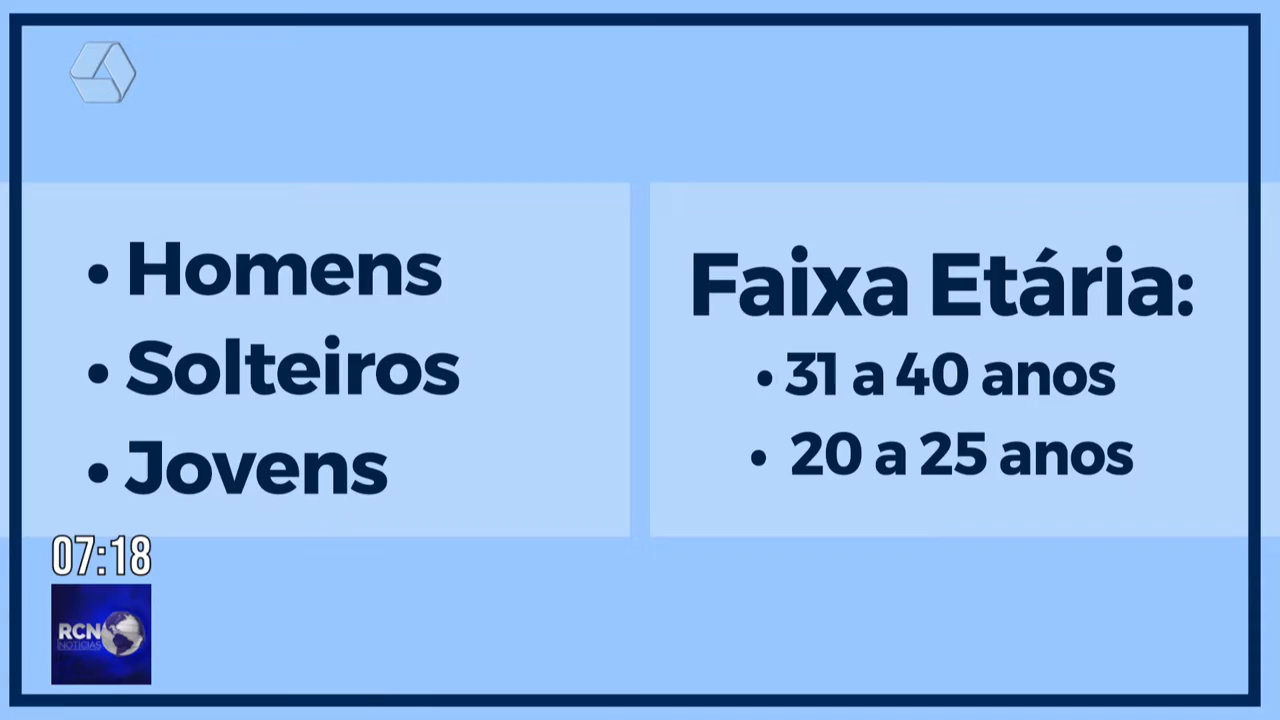 • Homens
• Solteiros
• Jovens
Faixa Etária:
• 31 a 40 anos
• 20 a 25 anos
07:18
RCN
NOTÍCIAS